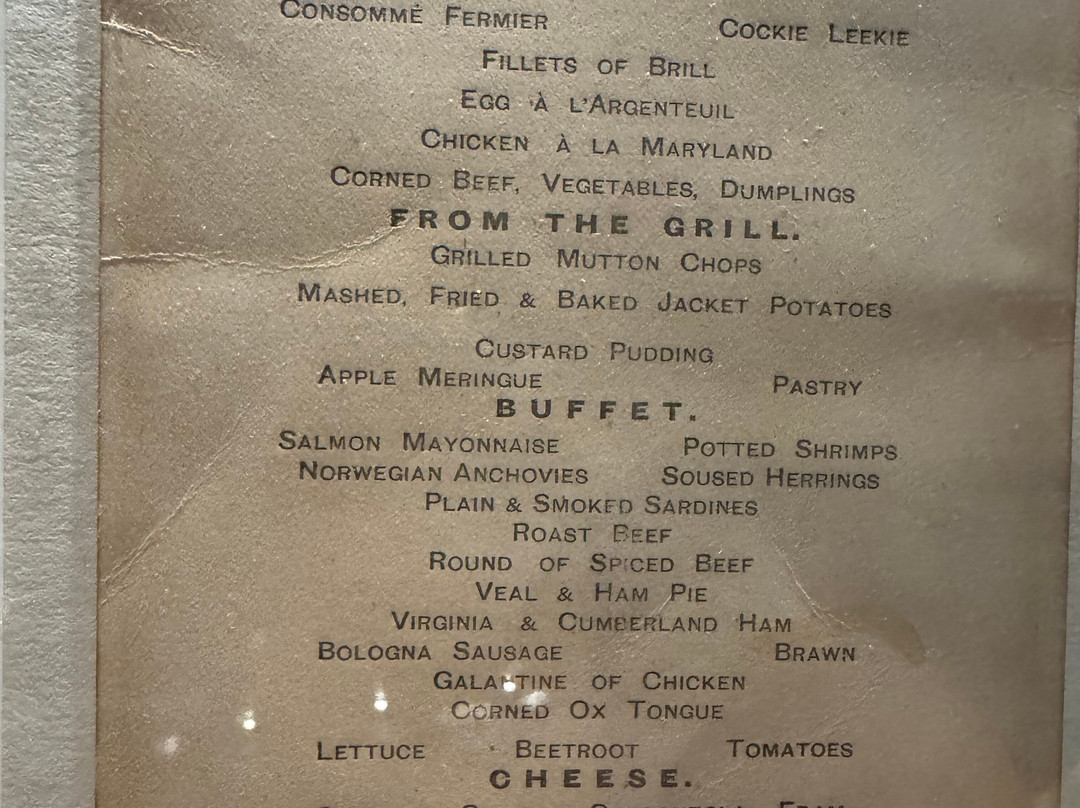 CONSOMMÉ FERMIER COCKIE LEEKIE
FILLETS OF BRILL
EGG À L'ARGENTEUIL
CHICKEN À LA MARYLAND
CORNED BEEF, VEGETABLES, DUMPLINGS
FROM THE GRILL.
GRILLED MUTTON CHOPS
MASHED, FRIED & BAKED JACKET POTATOES
CUSTARD PUDDING
APPLE MERINGUE PASTRY
BUFFET.
SALMON MAYONNAISE POTTED SHRIMPS
NORWEGIAN ANCHOVIES SOUSED HERRINGS
PLAIN & SMOKED SARDINES
ROAST BEEF
ROUND OF SPICED BEEF
VEAL & HAM PIE
VIRGINIA & CUMBERLAND HAM
BOLOGNA SAUSAGE BRAWN
GALANTINE OF CHICKEN
CORNED OX TONGUE
LETTUCE BEETROOT TOMATOES
CHEESE.